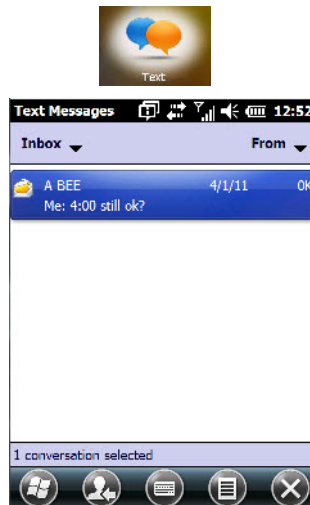 Text
Text Messages 12:52
Inbox From
A BEE 4/1/11 0K
Me: 4:00 still ok?
1 conversation selected